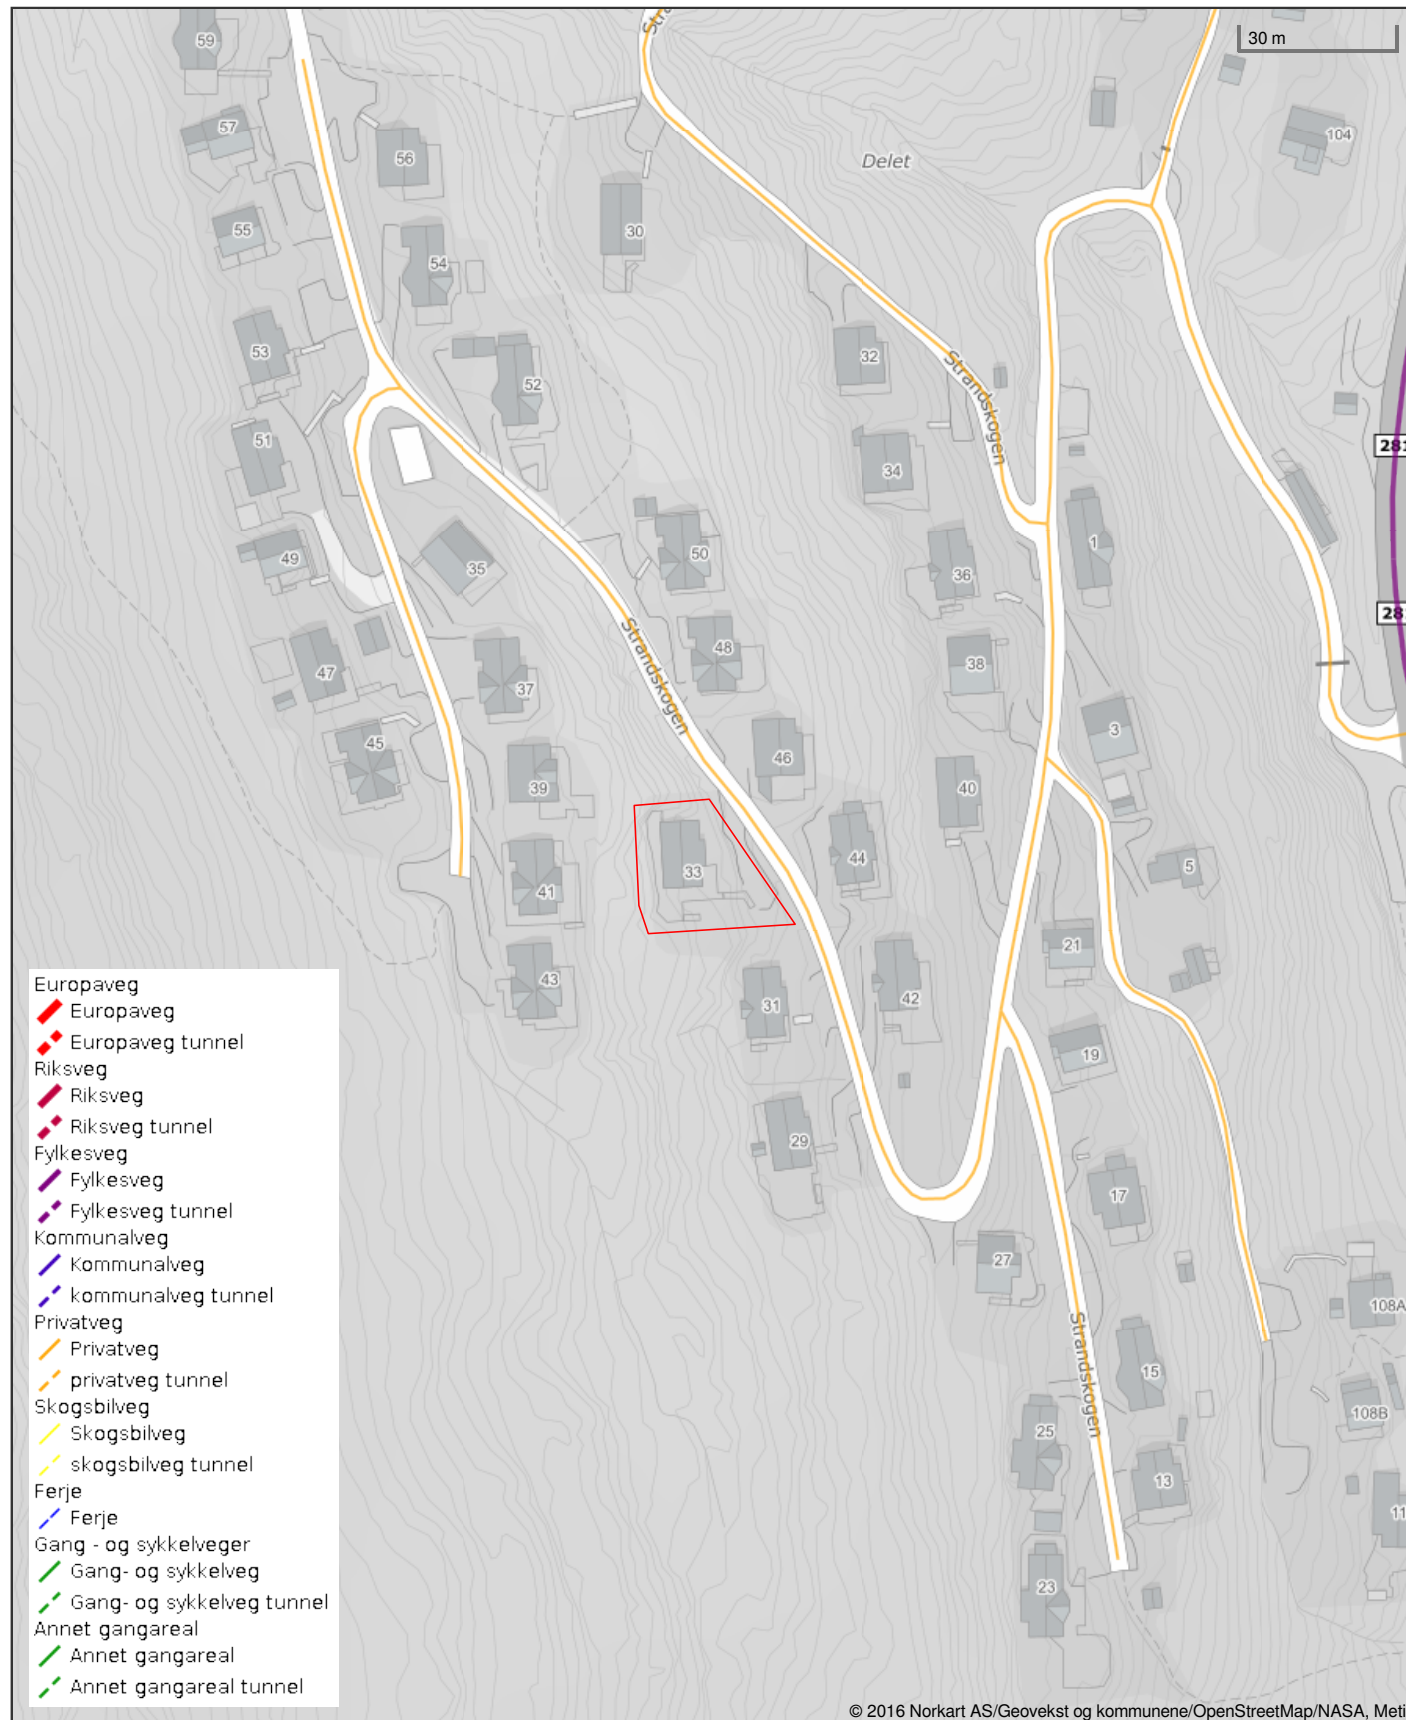 Stra
30 m
59
57
56
104
Delet
55
30
54
53
32
Strandskogen
52
51
281
34
1
50
49
35
36
28
Strandskogen
48
38
47
37
3
45
46
39
40
44
5
33
41
21
43
31
42
19
29
17
27
108A
Strandskogen
15
108B
25
13
11
23
Europaveg
Europaveg
Europaveg tunnel
Riksveg
Riksveg
Riksveg tunnel
Fylkesveg
Fylkesveg
Fylkesveg tunnel
Kommunalveg
Kommunalveg
kommunalveg tunnel
Privatveg
Privatveg
privatveg tunnel
Skogsbilveg
Skogsbilveg
skogsbilveg tunnel
Ferje
Ferje
Gang - og sykkelveger
Gang- og sykkelveg
Gang- og sykkelveg tunnel
Annet gangareal
Annet gangareal
Annet gangareal tunnel
© 2016 Norkart AS/Geovekst og kommunene/OpenStreetMap/NASA, Meti